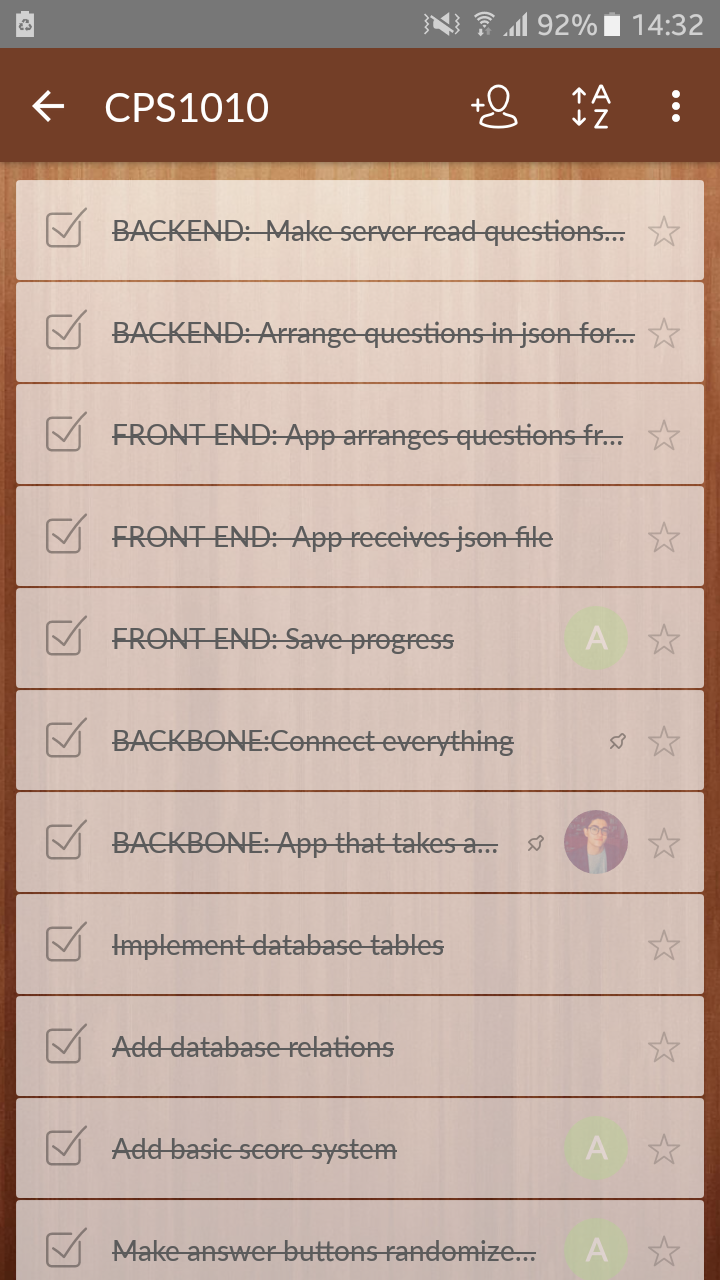 92% 14:32
CPS1010
A
Z
BACKEND:  Make server read questions...
BACKEND: Arrange questions in json for...
FRONT END: App arranges questions fr...
FRONT END:  App receives json file
FRONT END: Save progress
A
BACKBONE:Connect everything
BACKBONE: App that takes a...
Implement database tables
Add database relations
Add basic score system
A
Make answer buttons randomize...
A